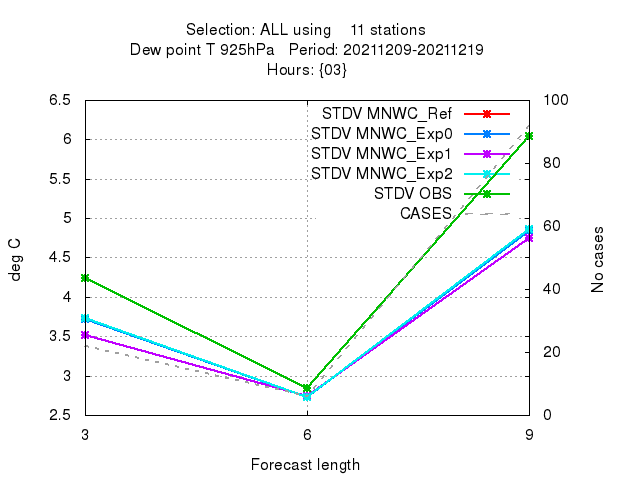 Selection: ALL using    11 stations
Dew point T 925hPa   Period: 20211209-20211219
Hours: {03}
6.5
6
5.5
5
4.5
4
3.5
3
2.5
100
80
60
40
20
0
deg C
No cases
STDV MNWC_Ref
STDV MNWC_Exp0
STDV MNWC_Exp1
STDV MNWC_Exp2
STDV OBS
CASES
3 6 9
Forecast length